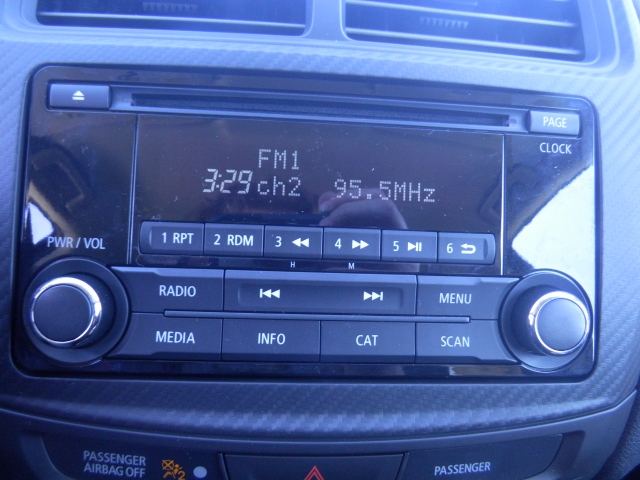 PAGE
CLOCK
FM1
3:29 ch2 95.5MHz
PWR / VOL
1 RPT 2 RDM 3 4 5 6
H M
RADIO MENU
MEDIA INFO CAT SCAN
PASSENGER
AIRBAG OFF
PASSENGER